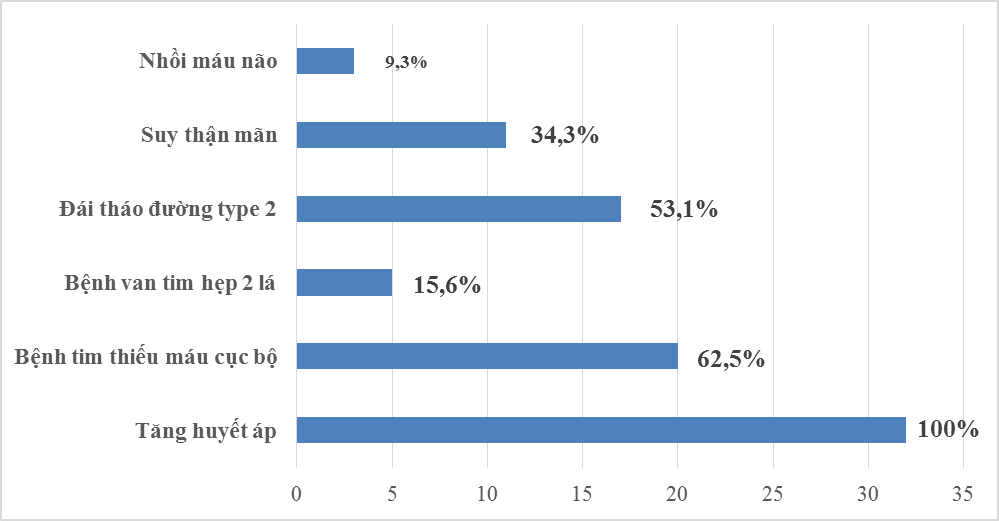 Nhồi máu não 9,3%
Suy thận mãn 34,3%
Đái tháo đường type 2 53,1%
Bệnh van tim hẹp 2 lá 15,6%
Bệnh tim thiếu máu cục bộ 62,5%
Tăng huyết áp 100%
0 5 10 15 20 25 30 35